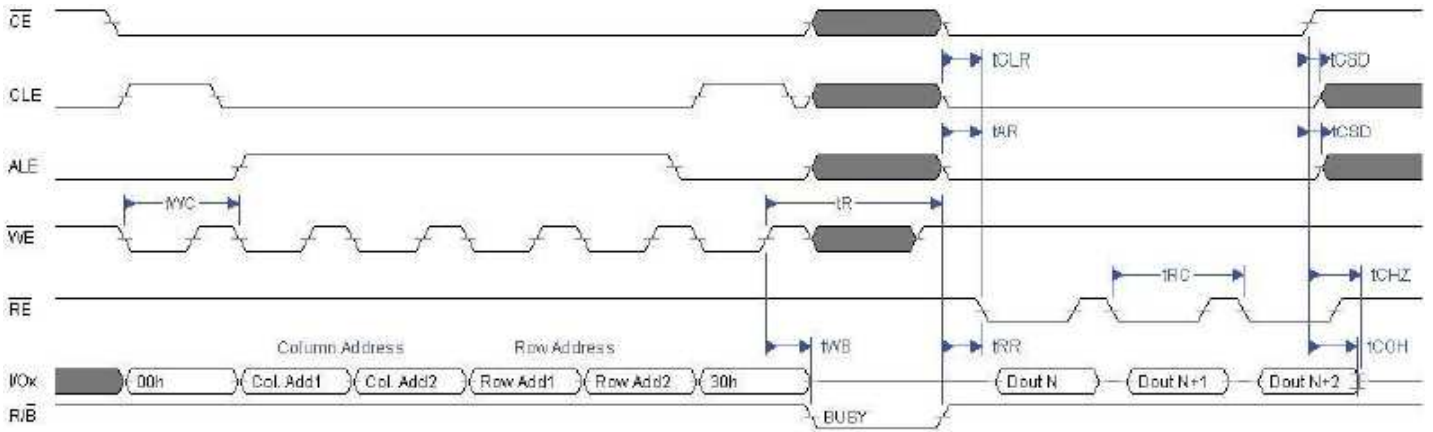 CE
tCLR
tCSD
CLE
tAR
tCSD
ALE
tWC
tR
WE
tRC
tCHZ
RE
Column Address
Row Address
tWB
tRR
tCOH
I/Ox
00h
Col. Add1
Col. Add2
Row Add1
Row Add2
30h
Dout N
Dout N+1
Dout N+2
R/B
BUSY